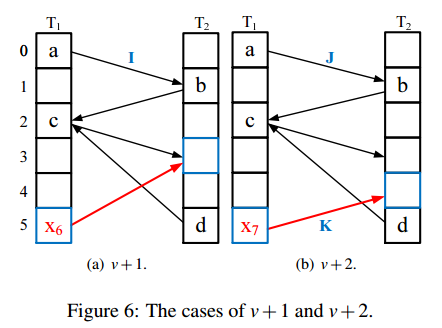 T₁ T₂ T₁ T₂
0 a I a J
1 b b
2 c c
3
4
5 x₆ d x₇ K d
(a) v+1. (b) v+2.
Figure 6: The cases of v+1 and v+2.